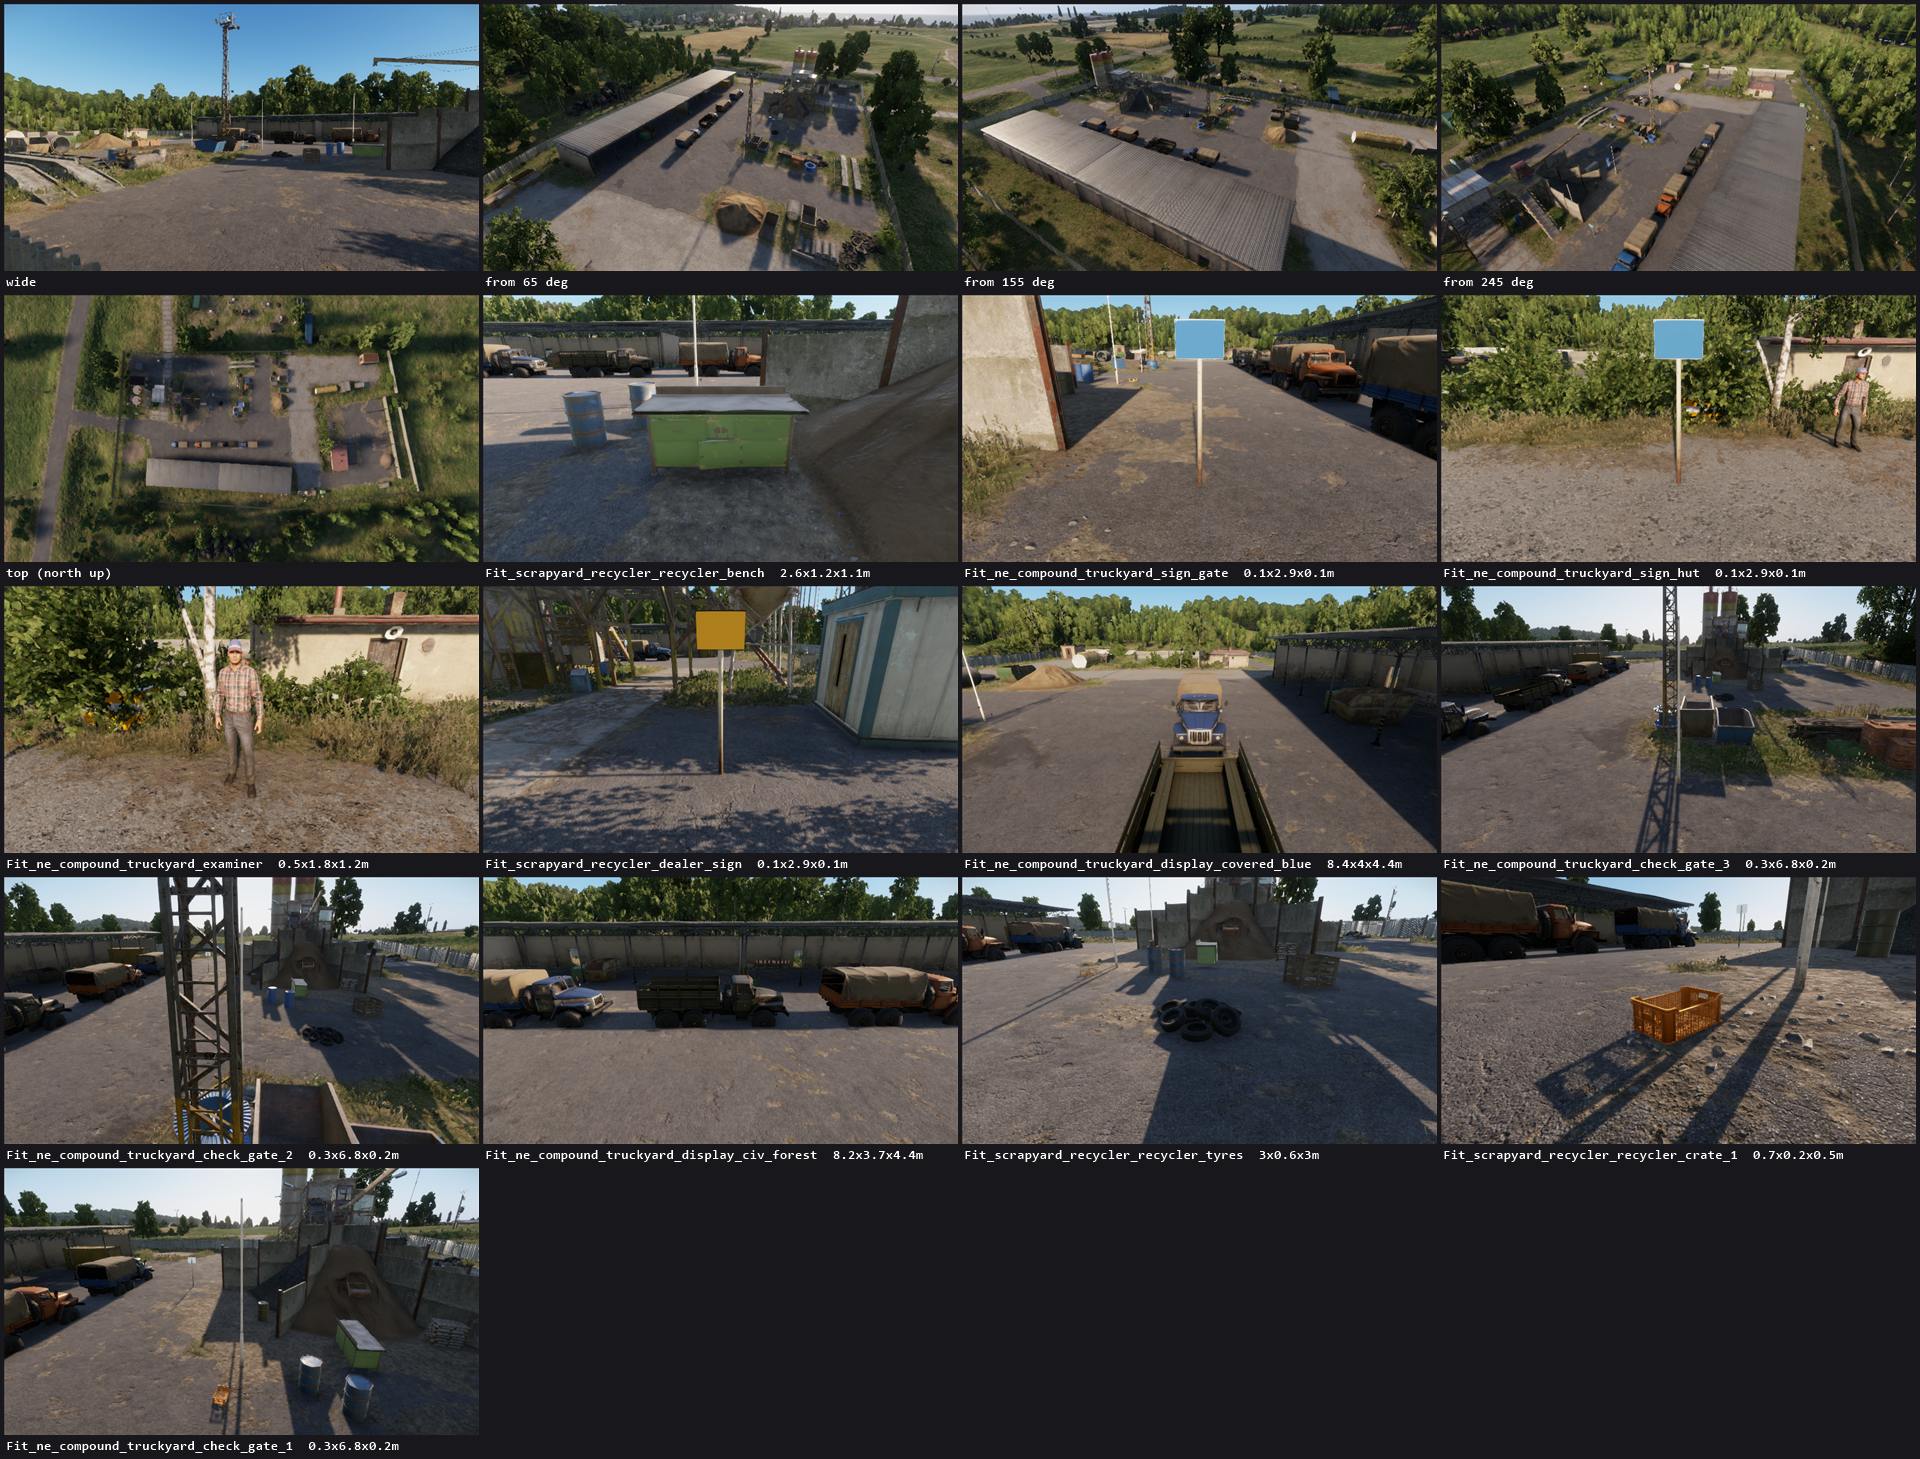 wide
from 65 deg
from 155 deg
from 245 deg
top (north up)
Fit_scrapyard_recycler_recycler_bench 2.6x1.2x1.1m
Fit_ne_compound_truckyard_sign_gate 0.1x2.9x0.1m
Fit_ne_compound_truckyard_sign_hut 0.1x2.9x0.1m
Fit_ne_compound_truckyard_examiner 0.5x1.8x1.2m
Fit_scrapyard_recycler_dealer_sign 0.1x2.9x0.1m
Fit_ne_compound_truckyard_display_covered_blue 8.4x4x4.4m
Fit_ne_compound_truckyard_check_gate_3 0.3x6.8x0.2m
Fit_ne_compound_truckyard_check_gate_2 0.3x6.8x0.2m
Fit_ne_compound_truckyard_display_civ_forest 8.2x3.7x4.4m
Fit_scrapyard_recycler_recycler_tyres 3x0.6x3m
Fit_scrapyard_recycler_recycler_crate_1 0.7x0.2x0.5m
Fit_ne_compound_truckyard_check_gate_1 0.3x6.8x0.2m